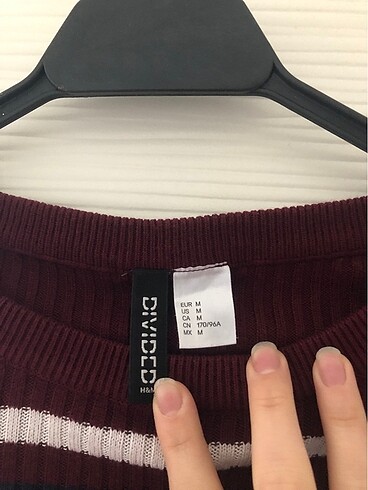 DIVIDED
H&M
EUR M
US M
CA M
CN 170/96A
MX M